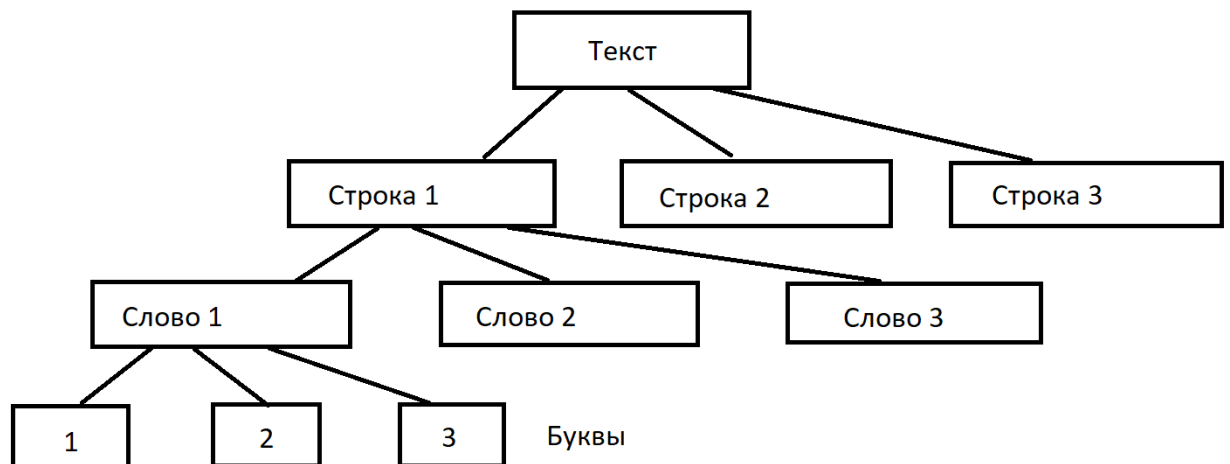 Текст
Строка 1 Строка 2 Строка 3
Слово 1 Слово 2 Слово 3
1 2 3 Буквы